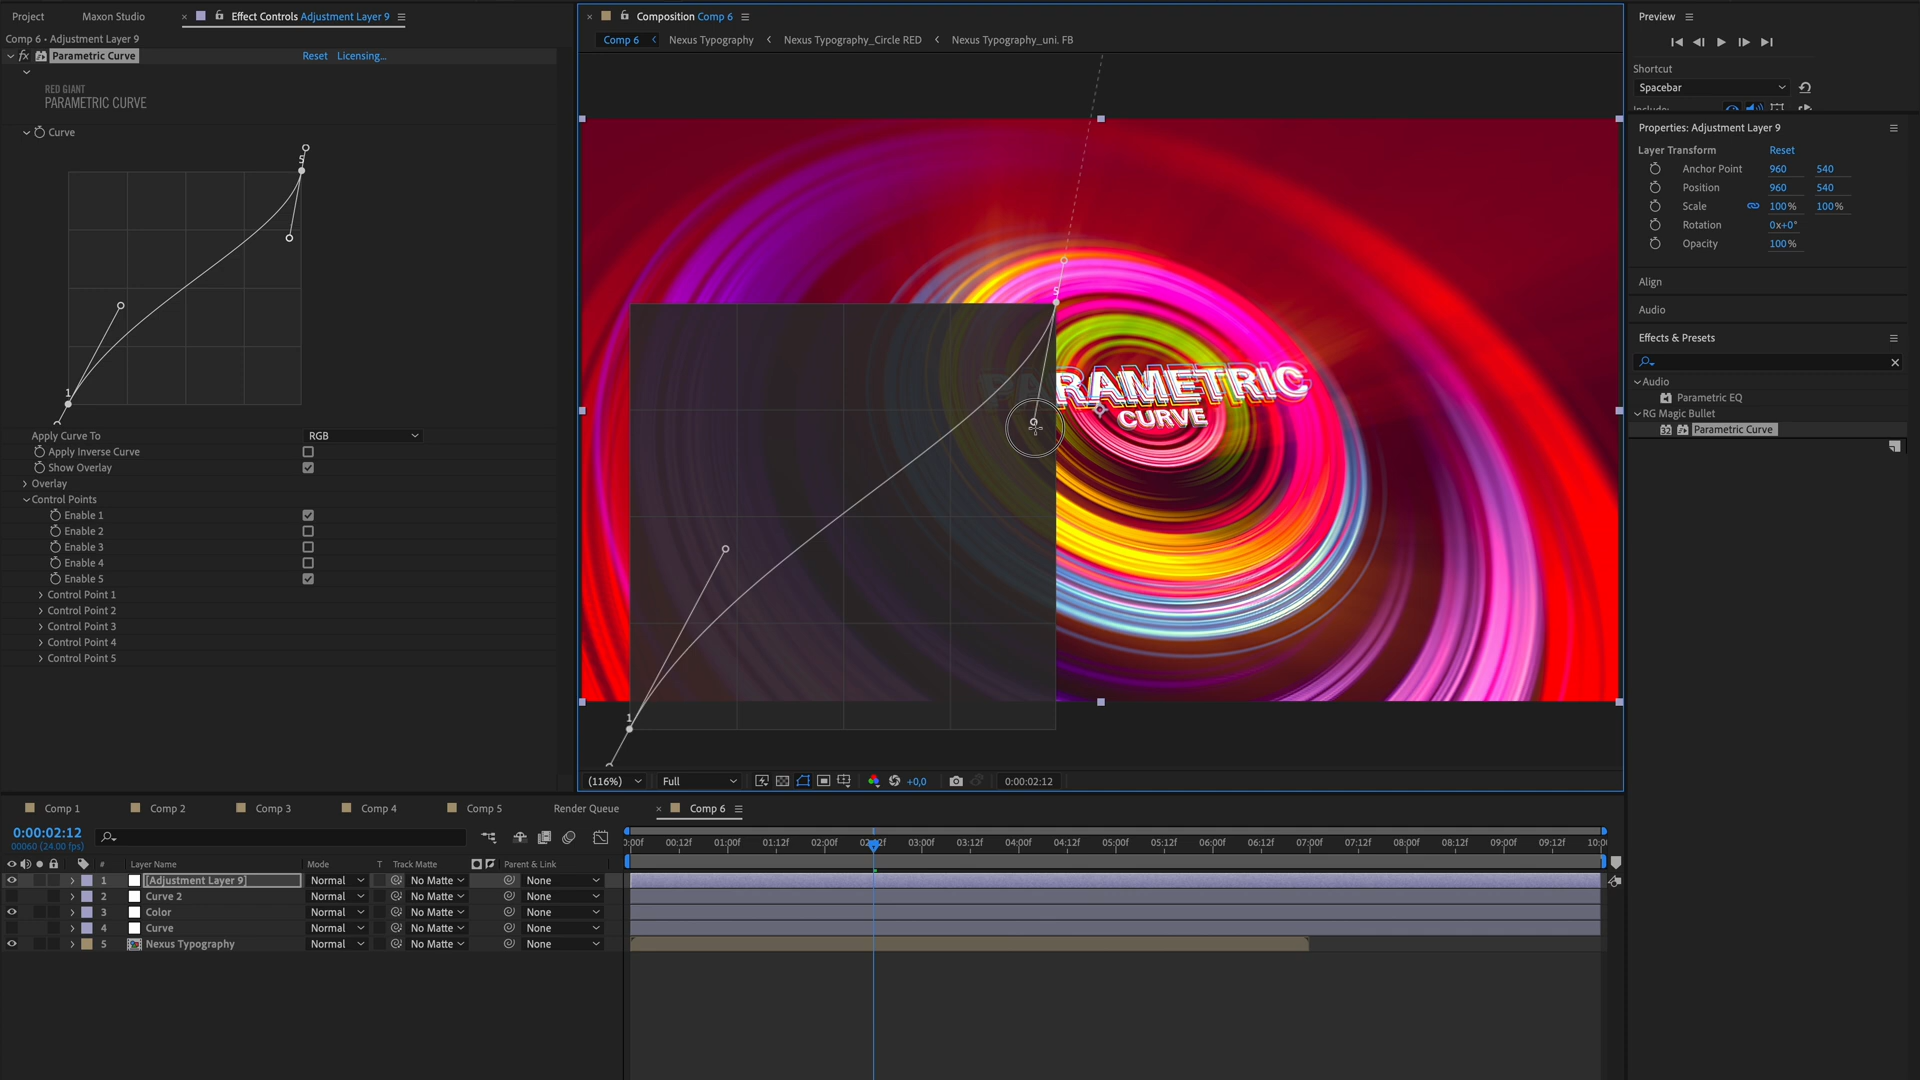 Project
Maxon Studio
Effect Controls Adjustment Layer 9
Comp 6 • Adjustment Layer 9
fx Parametric Curve
Reset
Licensing...
RED GIANT
PARAMETRIC CURVE
Curve
5
1
Apply Curve To
RGB
Apply Inverse Curve
Show Overlay
Overlay
Control Points
Enable 1
Enable 2
Enable 3
Enable 4
Enable 5
Control Point 1
Control Point 2
Control Point 3
Control Point 4
Control Point 5
Composition Comp 6
Comp 6
Nexus Typography
Nexus Typography_Circle RED
Nexus Typography_uni. FB
5
PARAMETRIC
CURVE
1
(116%)
Full
+0,0
0:00:02:12
Preview
Shortcut
Spacebar
Include:
Properties: Adjustment Layer 9
Layer Transform
Reset
Anchor Point
960
540
Position
960
540
Scale
100%
100%
Rotation
0x+0°
Opacity
100%
Align
Audio
Effects & Presets
Audio
Parametric EQ
RG Magic Bullet
32 Parametric Curve
Comp 1
Comp 2
Comp 3
Comp 4
Comp 5
Render Queue
Comp 6
0:00:02:12
00060 (24.00 fps)
# Layer Name Mode T Track Matte Parent & Link
1 [Adjustment Layer 9] Normal No Matte None
2 Curve 2 Normal No Matte None
3 Color Normal No Matte None
4 Curve Normal No Matte None
5 Nexus Typography Normal No Matte None
00:12f 01:00f 01:12f 02:00f 02:12f 03:00f 03:12f 04:00f 04:12f 05:00f 05:12f 06:00f 06:12f 07:00f 07:12f 08:00f 08:12f 09:00f 09:12f